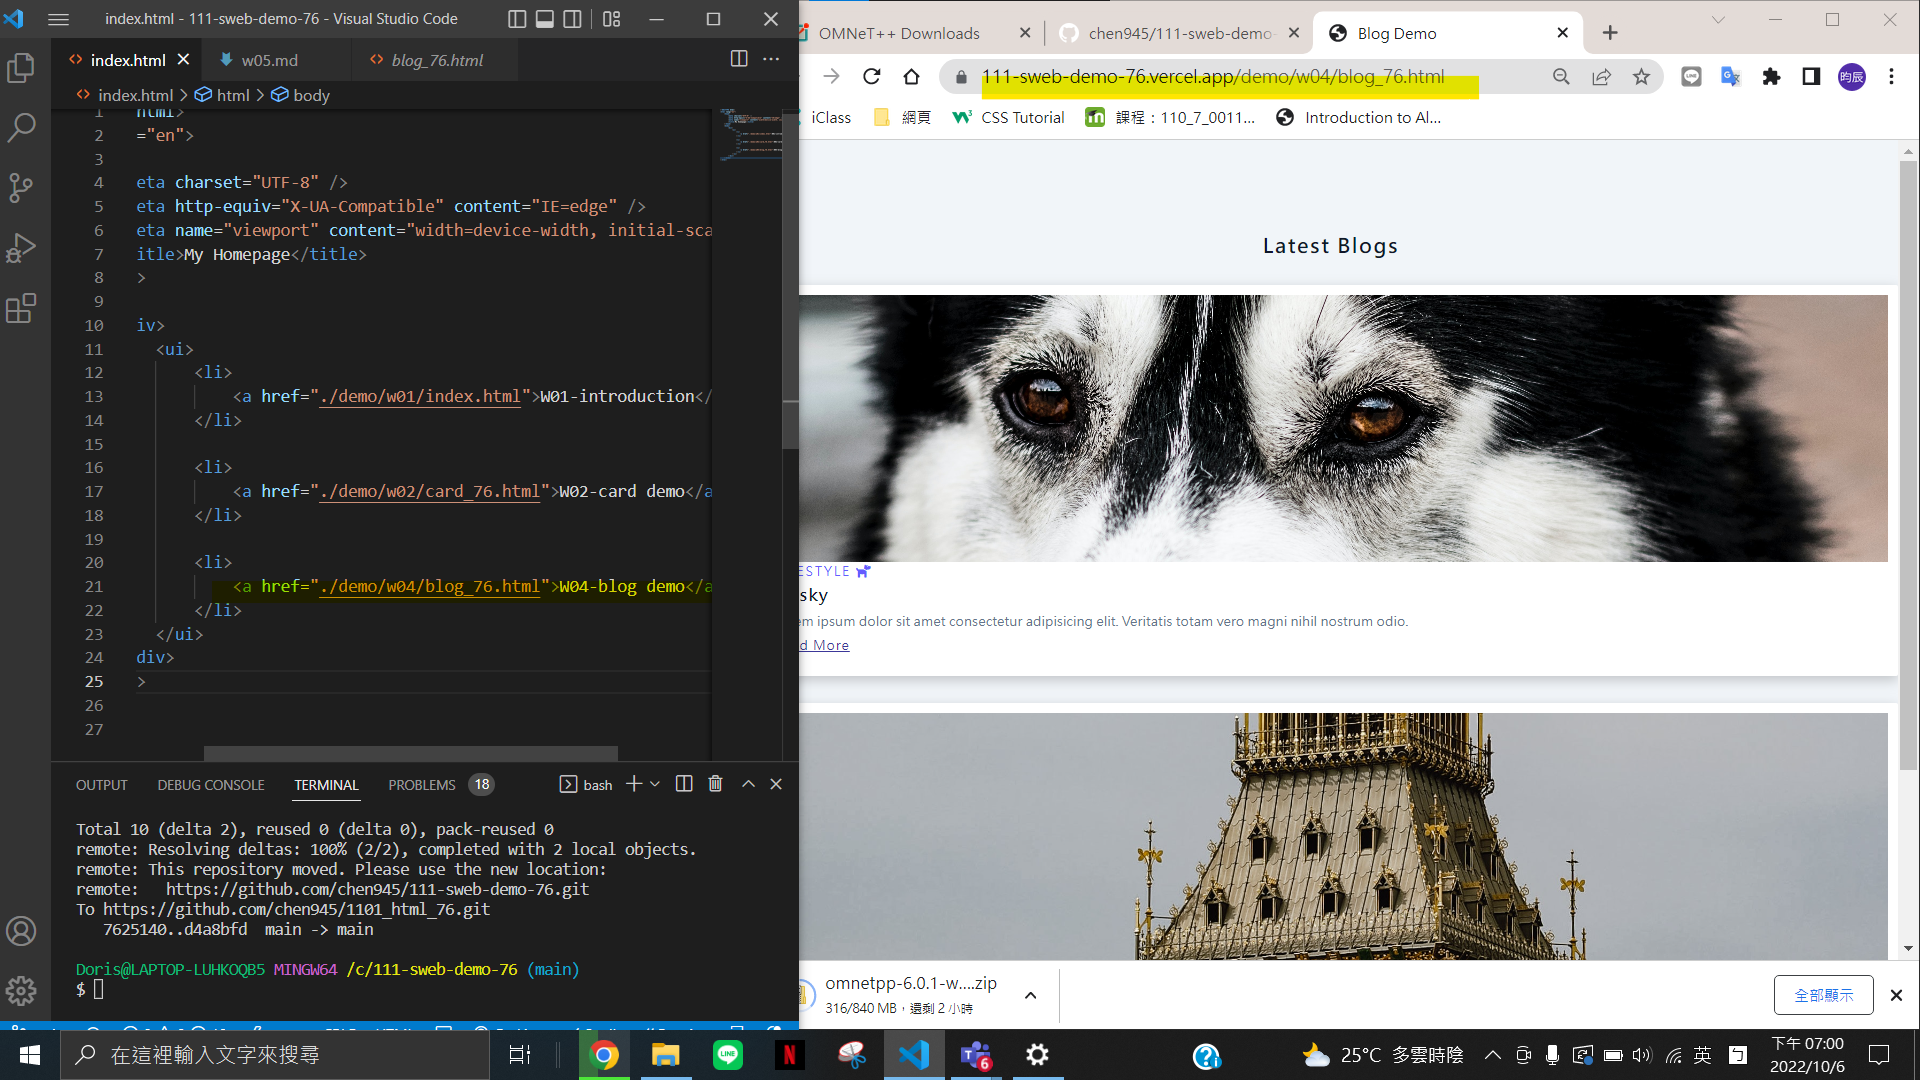 index.html - 111-sweb-demo-76 - Visual Studio Code
index.html
w05.md
blog_76.html
index.html > html > body
1 html>
2 ="en">
3
4 eta charset="UTF-8" />
5 eta http-equiv="X-UA-Compatible" content="IE=edge" />
6 eta name="viewport" content="width=device-width, initial-sca
7 itle>My Homepage</title>
8 >
9
10 iv>
11 <ui>
12 <li>
13 <a href="./demo/w01/index.html">W01-introduction</
14 </li>
15
16 <li>
17 <a href="./demo/w02/card_76.html">W02-card demo</a
18 </li>
19
20 <li>
21 <a href="./demo/w04/blog_76.html">W04-blog demo</a
22 </li>
23 </ui>
24 div>
25 >
26
27
OUTPUT DEBUG CONSOLE TERMINAL PROBLEMS 18
bash
Total 10 (delta 2), reused 0 (delta 0), pack-reused 0
remote: Resolving deltas: 100% (2/2), completed with 2 local objects.
remote: This repository moved. Please use the new location:
remote:   https://github.com/chen945/111-sweb-demo-76.git
To https://github.com/chen945/1101_html_76.git
7625140..d4a8bfd  main -> main
Doris@LAPTOP-LUHKOQB5 MINGW64 /c/111-sweb-demo-76 (main)
$
OMNeT++ Downloads
chen945/111-sweb-demo-
Blog Demo
111-sweb-demo-76.vercel.app/demo/w04/blog_76.html
昀辰
iClass
網頁
CSS Tutorial
課程：110_7_0011...
Introduction to AI...
Latest Blogs
ESTYLE
sky
em ipsum dolor sit amet consectetur adipisicing elit. Veritatis totam vero magni nihil nostrum odio.
d More
omnetpp-6.0.1-w....zip
316/840 MB，還剩 2 小時
全部顯示
在這裡輸入文字來搜尋
LINE
N
6
25°C 多雲時陰
英
下午 07:00
2022/10/6